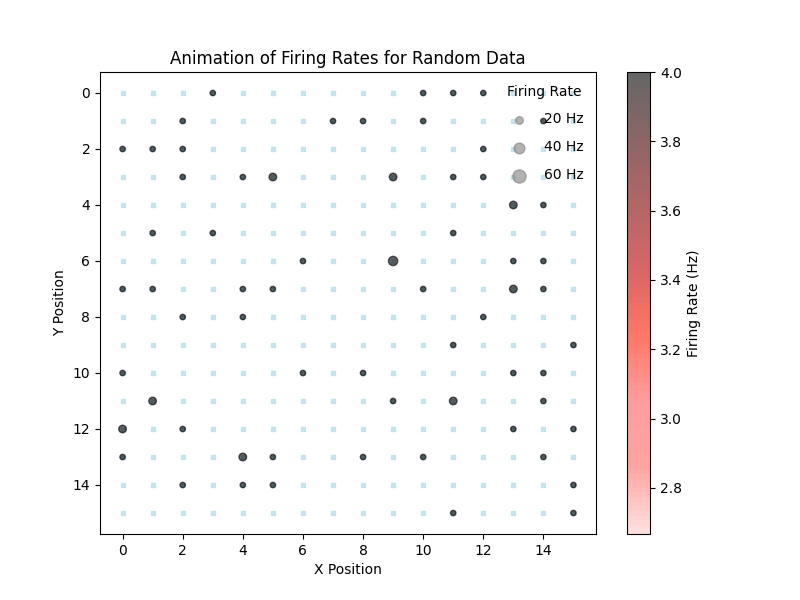 Animation of Firing Rates for Random Data
Firing Rate
20 Hz
40 Hz
60 Hz
0
2
4
6
8
10
12
14
Y Position
0 2 4 6 8 10 12 14
X Position
4.0
3.8
3.6
3.4
3.2
3.0
2.8
Firing Rate (Hz)